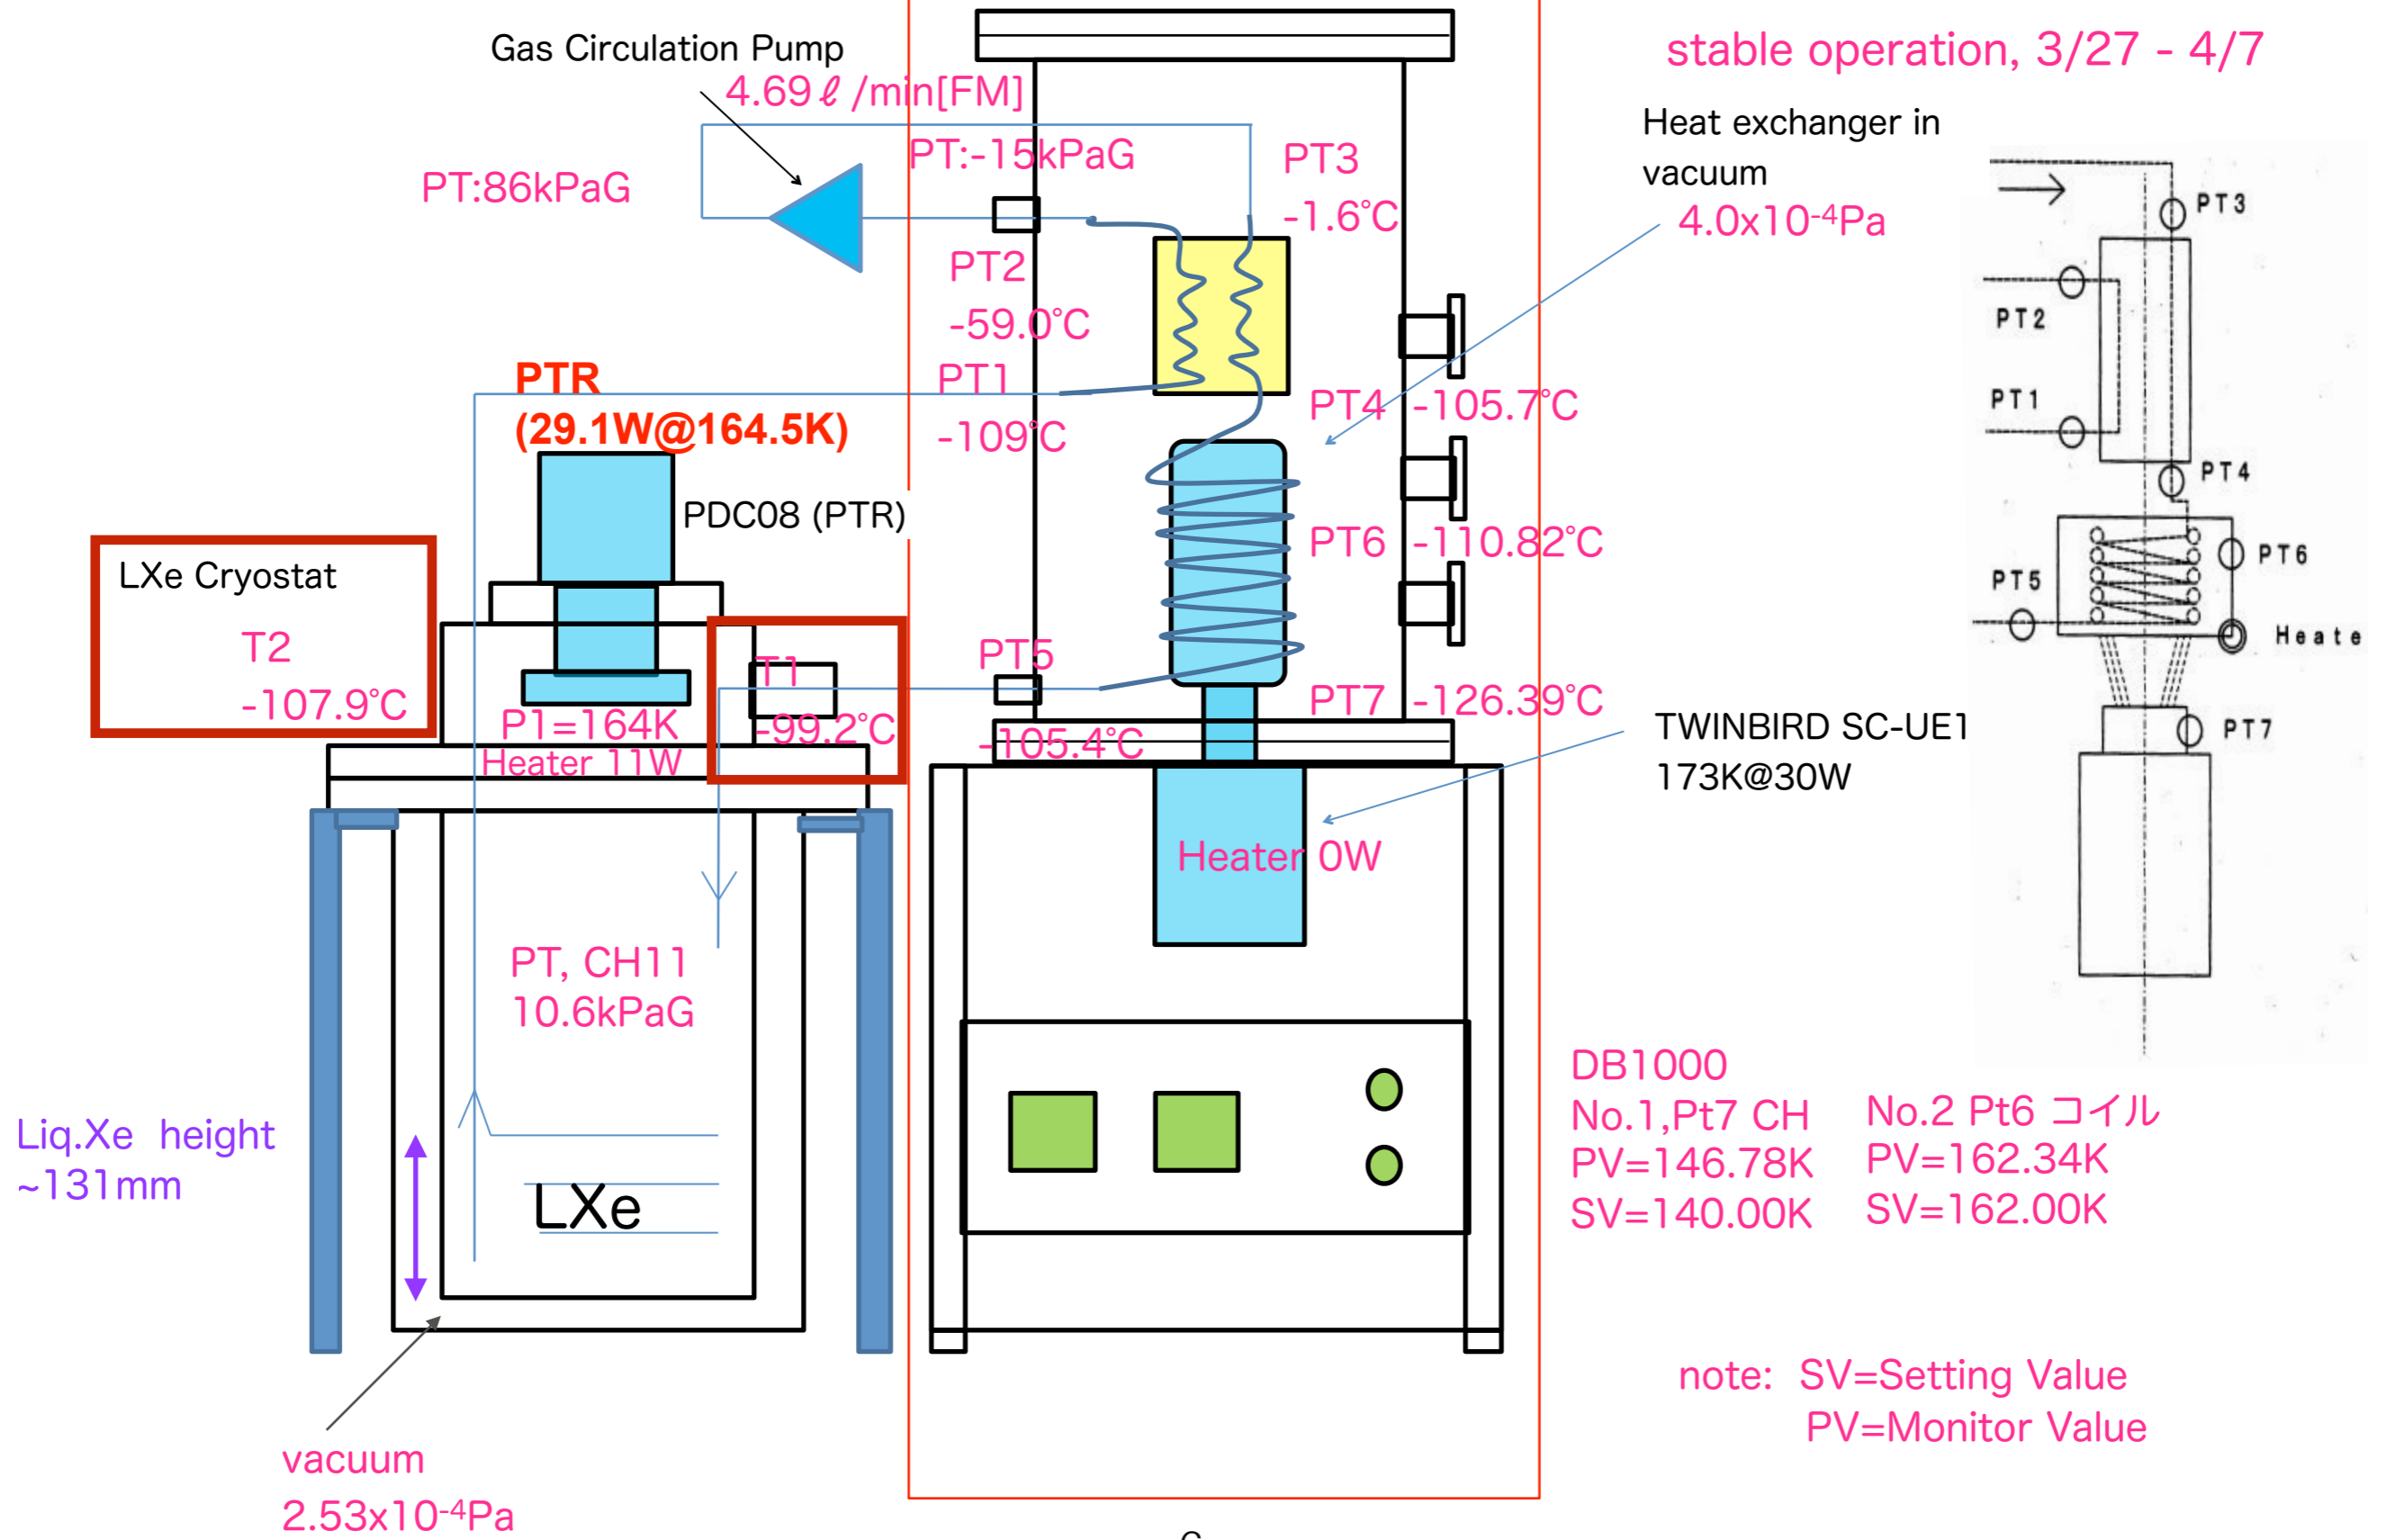 Gas Circulation Pump
4.69ℓ/min[FM]
PT:-15kPaG
PT:86kPaG
PT3
-1.6℃
PT2
-59.0℃
PT1
-109℃
PTR
(29.1W@164.5K)
PDC08 (PTR)
LXe Cryostat
T2
-107.9℃
T1
-99.2℃
P1=164K
Heater 11W
PT4 -105.7℃
PT6 -110.82℃
PT5
-105.4℃
PT7 -126.39℃
Heater 0W
PT, CH11
10.6kPaG
Liq.Xe height
~131mm
LXe
vacuum
2.53x10⁻⁴Pa
stable operation, 3/27 - 4/7
Heat exchanger in
vacuum
4.0x10⁻⁴Pa
PT3
PT2
PT1
PT4
PT6
PT5
Heate
PT7
TWINBIRD SC-UE1
173K@30W
DB1000
No.1,Pt7 CH
PV=146.78K
SV=140.00K
No.2 Pt6 コイル
PV=162.34K
SV=162.00K
note: SV=Setting Value
PV=Monitor Value